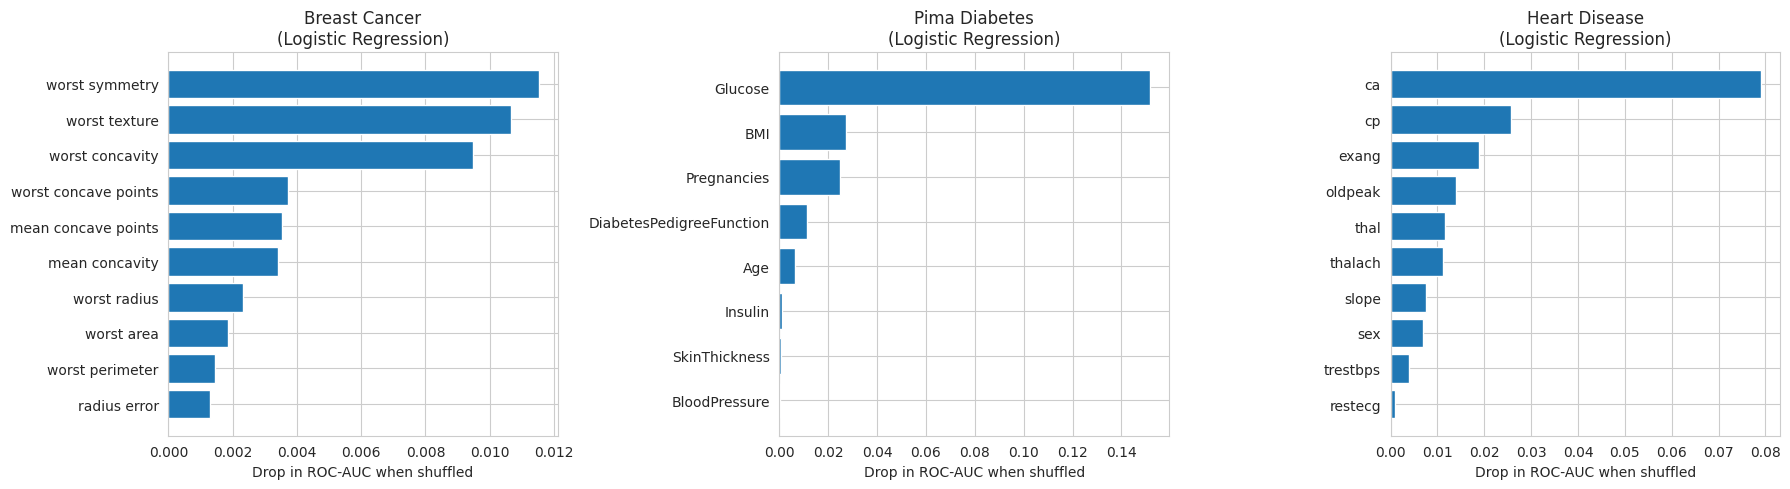 Breast Cancer
(Logistic Regression)
worst symmetry
worst texture
worst concavity
worst concave points
mean concave points
mean concavity
worst radius
worst area
worst perimeter
radius error
0.000 0.002 0.004 0.006 0.008 0.010 0.012
Drop in ROC-AUC when shuffled
Pima Diabetes
(Logistic Regression)
Glucose
BMI
Pregnancies
DiabetesPedigreeFunction
Age
Insulin
SkinThickness
BloodPressure
0.00 0.02 0.04 0.06 0.08 0.10 0.12 0.14
Drop in ROC-AUC when shuffled
Heart Disease
(Logistic Regression)
ca
cp
exang
oldpeak
thal
thalach
slope
sex
trestbps
restecg
0.00 0.01 0.02 0.03 0.04 0.05 0.06 0.07 0.08
Drop in ROC-AUC when shuffled